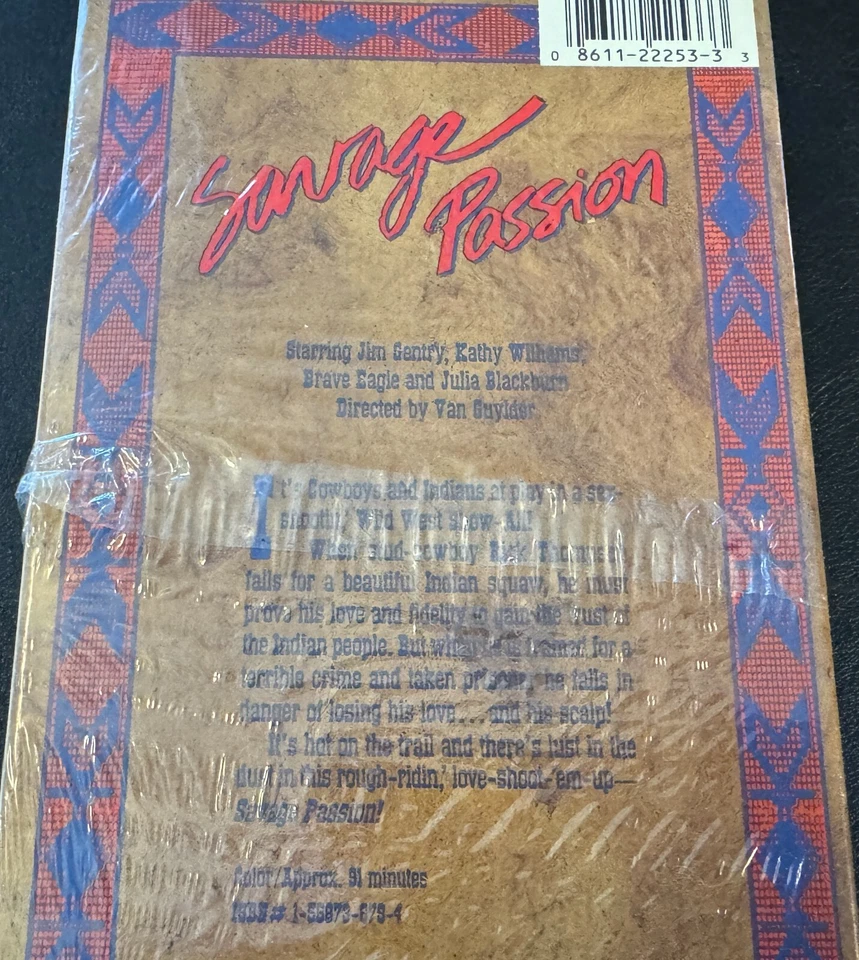 0 8611-22253-3 3
Savage
Passion
Starring Jim Gentry, Kathy Williams,
Brave Eagle and Julia Blackburn
Directed by Van Guylder
It's Cowboys and Indians at play in a sex-
shootin,' Wild West show-All!
When stud-cowboy Rick Thompson
falls for a beautiful Indian squaw, he must
prove his love and fidelity to gain the trust of
the Indian people. But when he is framed for a
terrible crime and taken prisoner, he falls in
danger of losing his love...and his scalp!
It's hot on the trail and there's lust in the
dust in this rough-ridin,' love-shoot-'em-up—
Savage Passion!
Color/Approx. 91 minutes
ISBN #